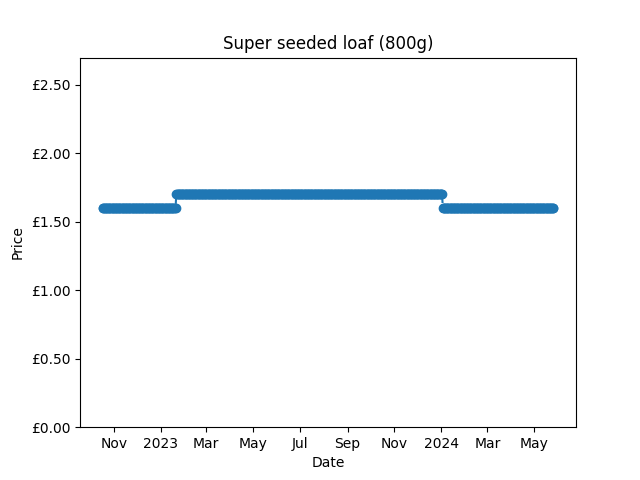 Super seeded loaf (800g)
£2.50
£2.00
£1.50
£1.00
£0.50
£0.00
Price
Nov 2023 Mar May Jul Sep Nov 2024 Mar May
Date